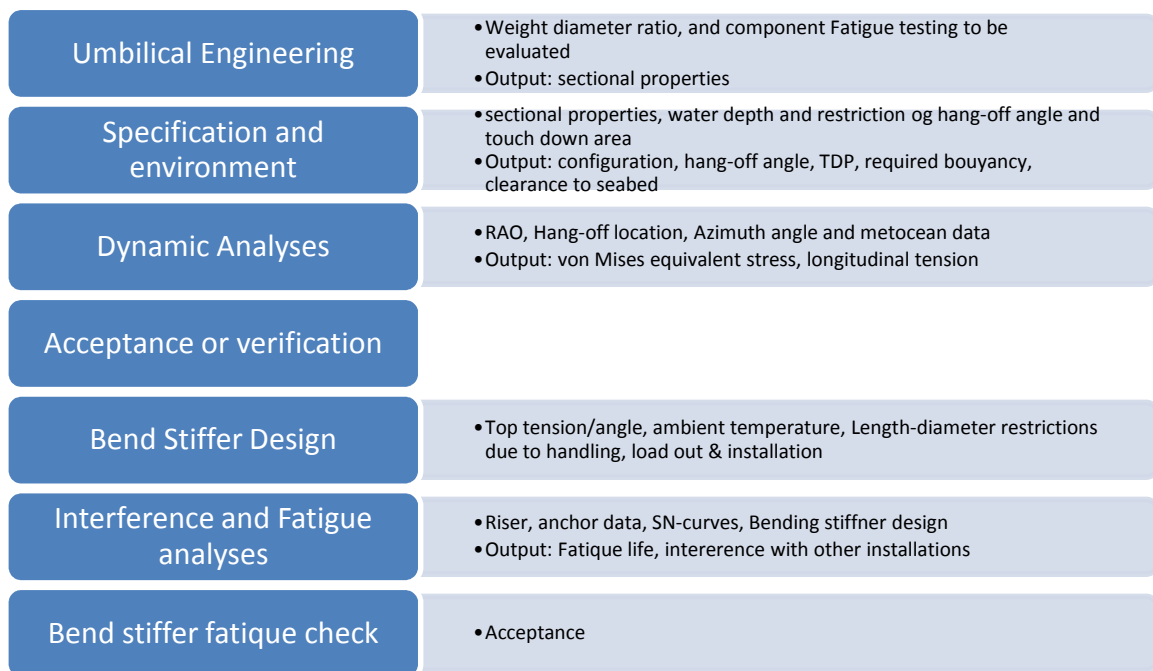 Umbilical Engineering
•Weight diameter ratio, and component Fatigue testing to be
evaluated
•Output: sectional properties
Specification and
environment
•sectional properties, water depth and restriction og hang-off angle and
touch down area
•Output: configuration, hang-off angle, TDP, required bouyancy,
clearance to seabed
Dynamic Analyses
•RAO, Hang-off location, Azimuth angle and metocean data
•Output: von Mises equivalent stress, longitudinal tension
Acceptance or verification
Bend Stiffer Design
•Top tension/angle, ambient temperature, Length-diameter restrictions
due to handling, load out & installation
Interference and Fatigue
analyses
•Riser, anchor data, SN-curves, Bending stiffner design
•Output: Fatique life, intererence with other installations
Bend stiffer fatique check
•Acceptance